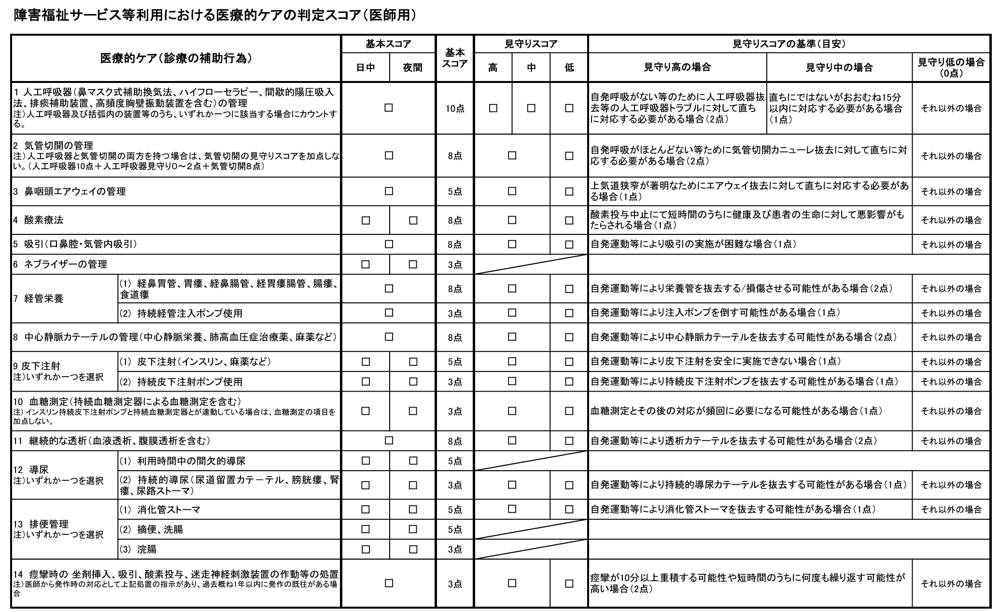 障害福祉サービス等利用における医療的ケアの判定スコア（医師用）
医療的ケア（診療の補助行為）
基本スコア
日中
夜間
基本
スコア
見守りスコア
高
中
低
見守りスコアの基準（目安）
見守り高の場合
見守り中の場合
見守り低の場合
（0点）
1 人工呼吸器（鼻マスク式補助換気法、ハイフローセラピー、間歇的陽圧吸入
法、排痰補助装置、高頻度胸壁振動装置を含む）の管理
注）人工呼吸器及び括弧内の装置等のうち、いずれか一つに該当する場合にカウントす
る。
□
10点
□
□
□
自発呼吸がない等のために人工呼吸器抜
去等の人工呼吸器トラブルに対して直ち
に対応する必要がある場合（2点）
直ちにではないがおおむね15分
以内に対応する必要がある場合
（1点）
それ以外の場合
2 気管切開の管理
注）人工呼吸器と気管切開の両方を持つ場合は、気管切開の見守りスコアを加点しな
い。（人工呼吸器10点＋人工呼吸器見守り０～２点＋気管切開８点）
□
8点
□
□
自発呼吸がほとんどない等ために気管切開カニューレ抜去に対して直ちに対
応する必要がある場合（2点）
それ以外の場合
3 鼻咽頭エアウェイの管理
□
5点
□
□
上気道狭窄が著明なためにエアウェイ抜去に対して直ちに対応する必要があ
る場合（1点）
それ以外の場合
4 酸素療法
□
□
8点
□
□
酸素投与中止にて短時間のうちに健康及び患者の生命に対して悪影響がも
たらされる場合（1点）
それ以外の場合
5 吸引（口鼻腔・気管内吸引）
□
8点
□
□
自発運動等により吸引の実施が困難な場合（1点）
それ以外の場合
6 ネブライザーの管理
□
□
3点
7 経管栄養
（1） 経鼻胃管、胃瘻、経鼻腸管、経胃瘻腸管、腸瘻、
食道瘻
□
8点
□
□
自発運動等により栄養管を抜去する/損傷させる可能性がある場合（2点）
それ以外の場合
（2） 持続経管注入ポンプ使用
□
3点
□
□
自発運動等により注入ポンプを倒す可能性がある場合（1点）
それ以外の場合
8 中心静脈カテーテルの管理（中心静脈栄養、肺高血圧症治療薬、麻薬など）
□
8点
□
□
自発運動等により中心静脈カテーテルを抜去する可能性がある場合（2点）
それ以外の場合
9 皮下注射
注）いずれか一つを選択
（1） 皮下注射（インスリン、麻薬など）
□
□
5点
□
□
自発運動等により皮下注射を安全に実施できない場合（1点）
それ以外の場合
（2） 持続皮下注射ポンプ使用
□
□
3点
□
□
自発運動等により持続皮下注射ポンプを抜去する可能性がある場合（1点）
それ以外の場合
10 血糖測定（持続血糖測定器による血糖測定を含む）
注）インスリン持続皮下注射ポンプと持続血糖測定器とが連動している場合は、血糖測定の項目を
加点しない。
□
□
3点
□
□
血糖測定とその後の対応が頻回に必要になる可能性がある場合（1点）
それ以外の場合
11 継続的な透析（血液透析、腹膜透析を含む）
□
8点
□
□
自発運動等により透析カテーテルを抜去する可能性がある場合（2点）
それ以外の場合
12 導尿
注）いずれか一つを選択
（1） 利用時間中の間欠的導尿
□
□
5点
（2） 持続的導尿（尿道留置カテーテル、膀胱瘻、腎
瘻、尿路ストーマ）
□
□
3点
□
□
自発運動等により持続的導尿カテーテルを抜去する可能性がある場合（1点）
それ以外の場合
13 排便管理
注）いずれか一つを選択
（1） 消化管ストーマ
□
□
5点
□
□
自発運動等により消化管ストーマを抜去する可能性がある場合（1点）
それ以外の場合
（2） 摘便、洗腸
□
□
5点
（3） 浣腸
□
□
3点
14 痙攣時の 坐剤挿入、吸引、酸素投与、迷走神経刺激装置の作動等の処置
注）医師から発作時の対応として上記処置の指示があり、過去概ね1年以内に発作の既往がある場
合
□
3点
□
□
痙攣が10分以上重積する可能性や短時間のうちに何度も繰り返す可能性が
高い場合（2点）
それ以外の場合